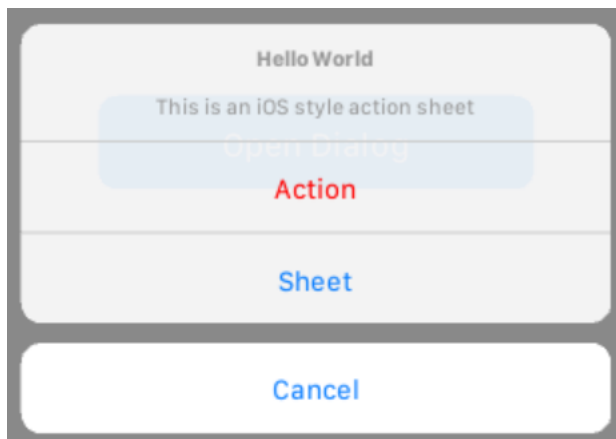 Hello World
This is an iOS style action sheet
Open Dialog
Action
Sheet
Cancel